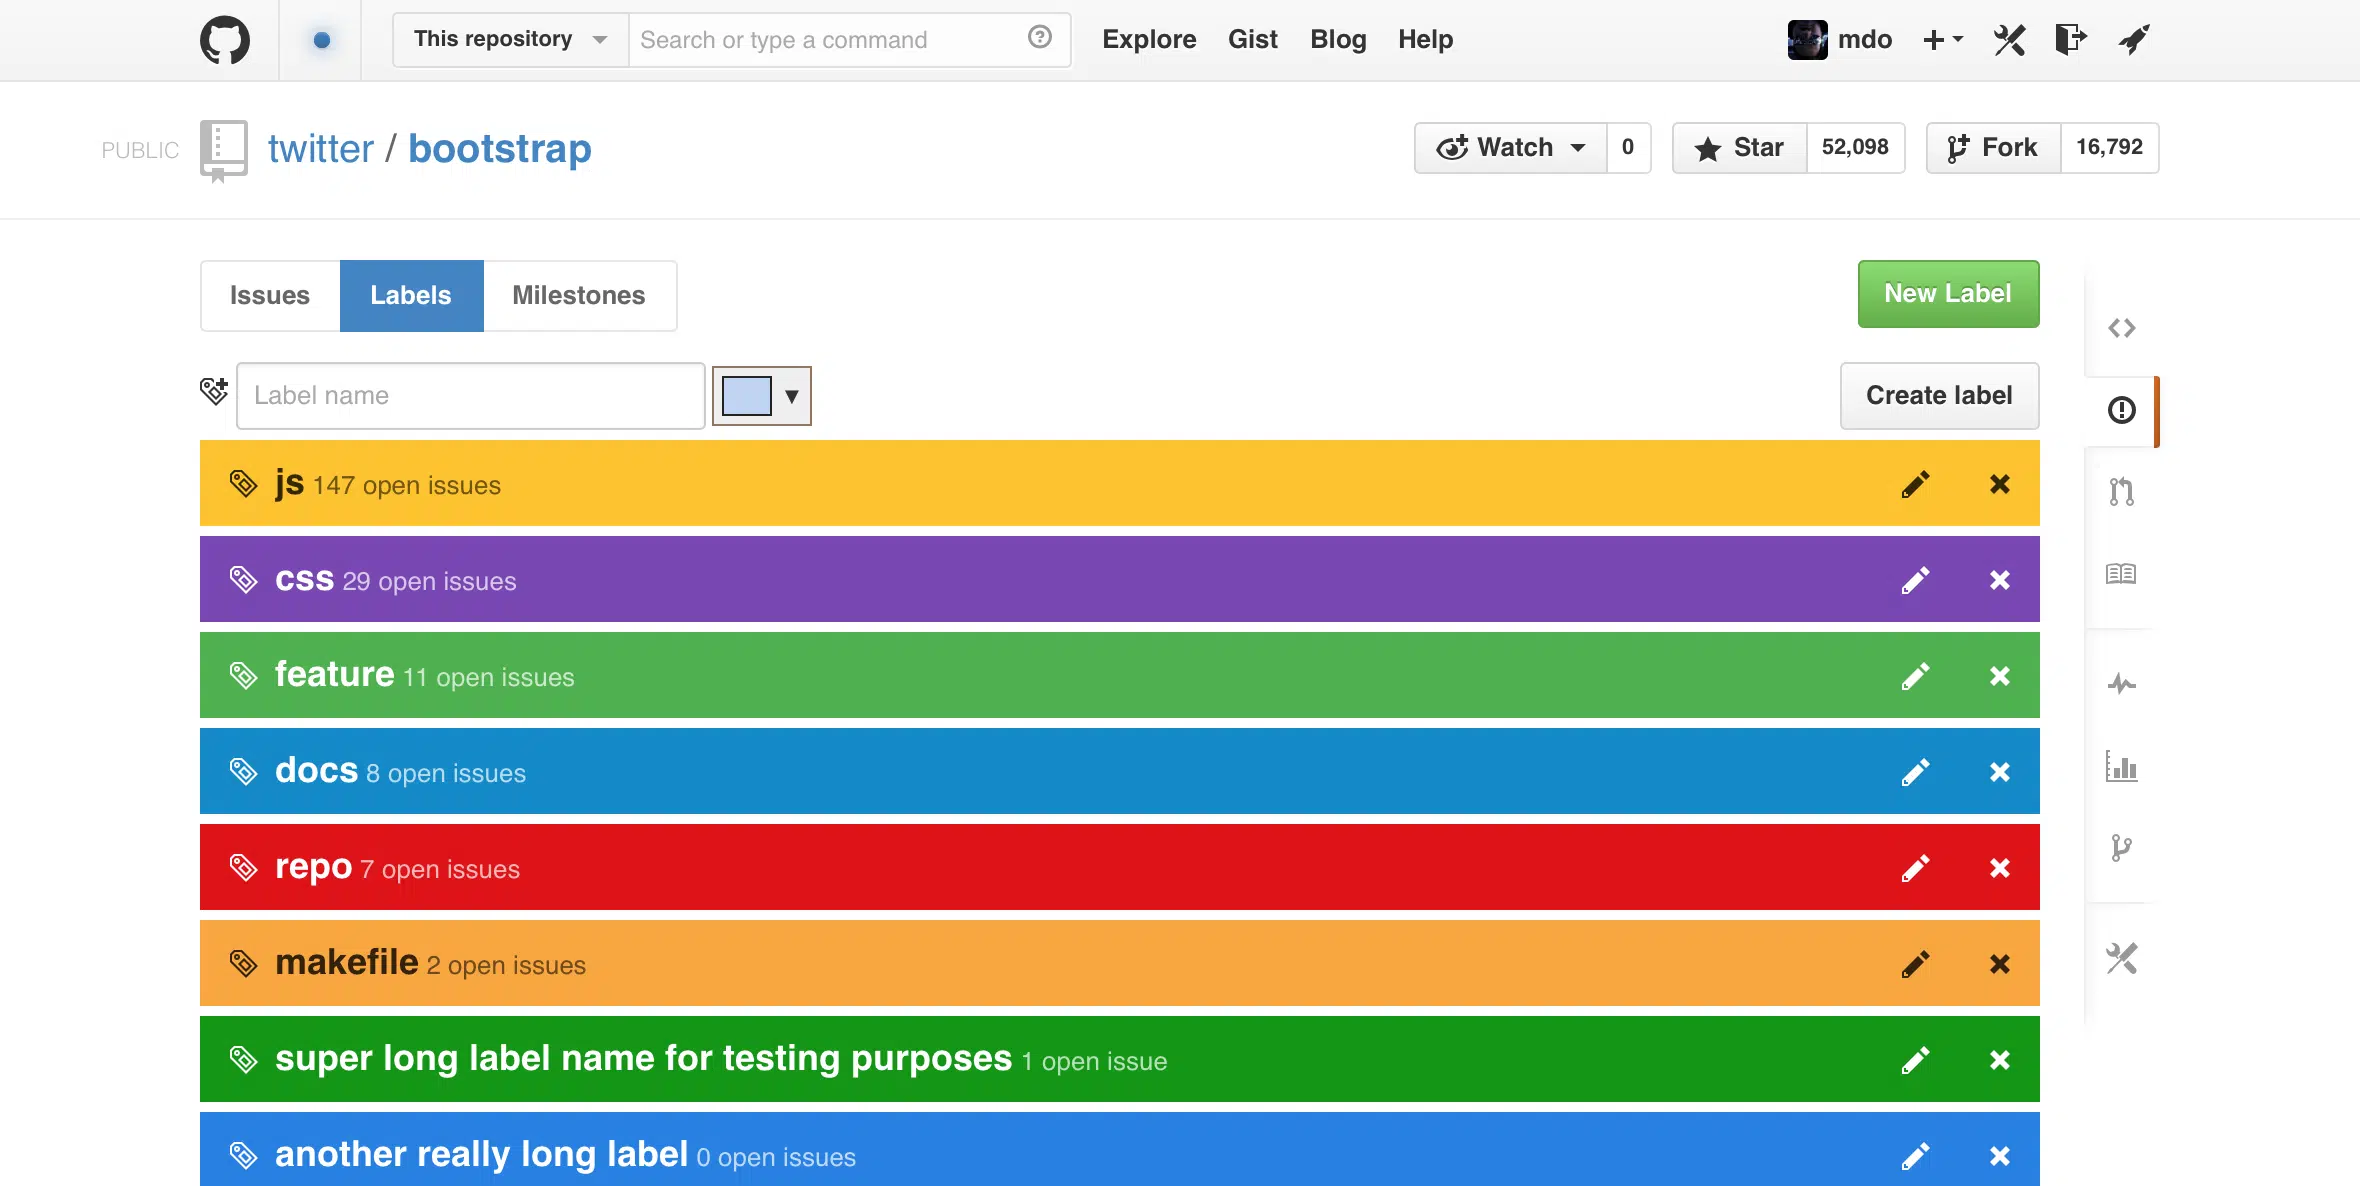 This repository Search or type a command Explore Gist Blog Help mdo
PUBLIC twitter / bootstrap Watch 0 Star 52,098 Fork 16,792
Issues Labels Milestones New Label
Label name Create label
js 147 open issues
css 29 open issues
feature 11 open issues
docs 8 open issues
repo 7 open issues
makefile 2 open issues
super long label name for testing purposes 1 open issue
another really long label 0 open issues